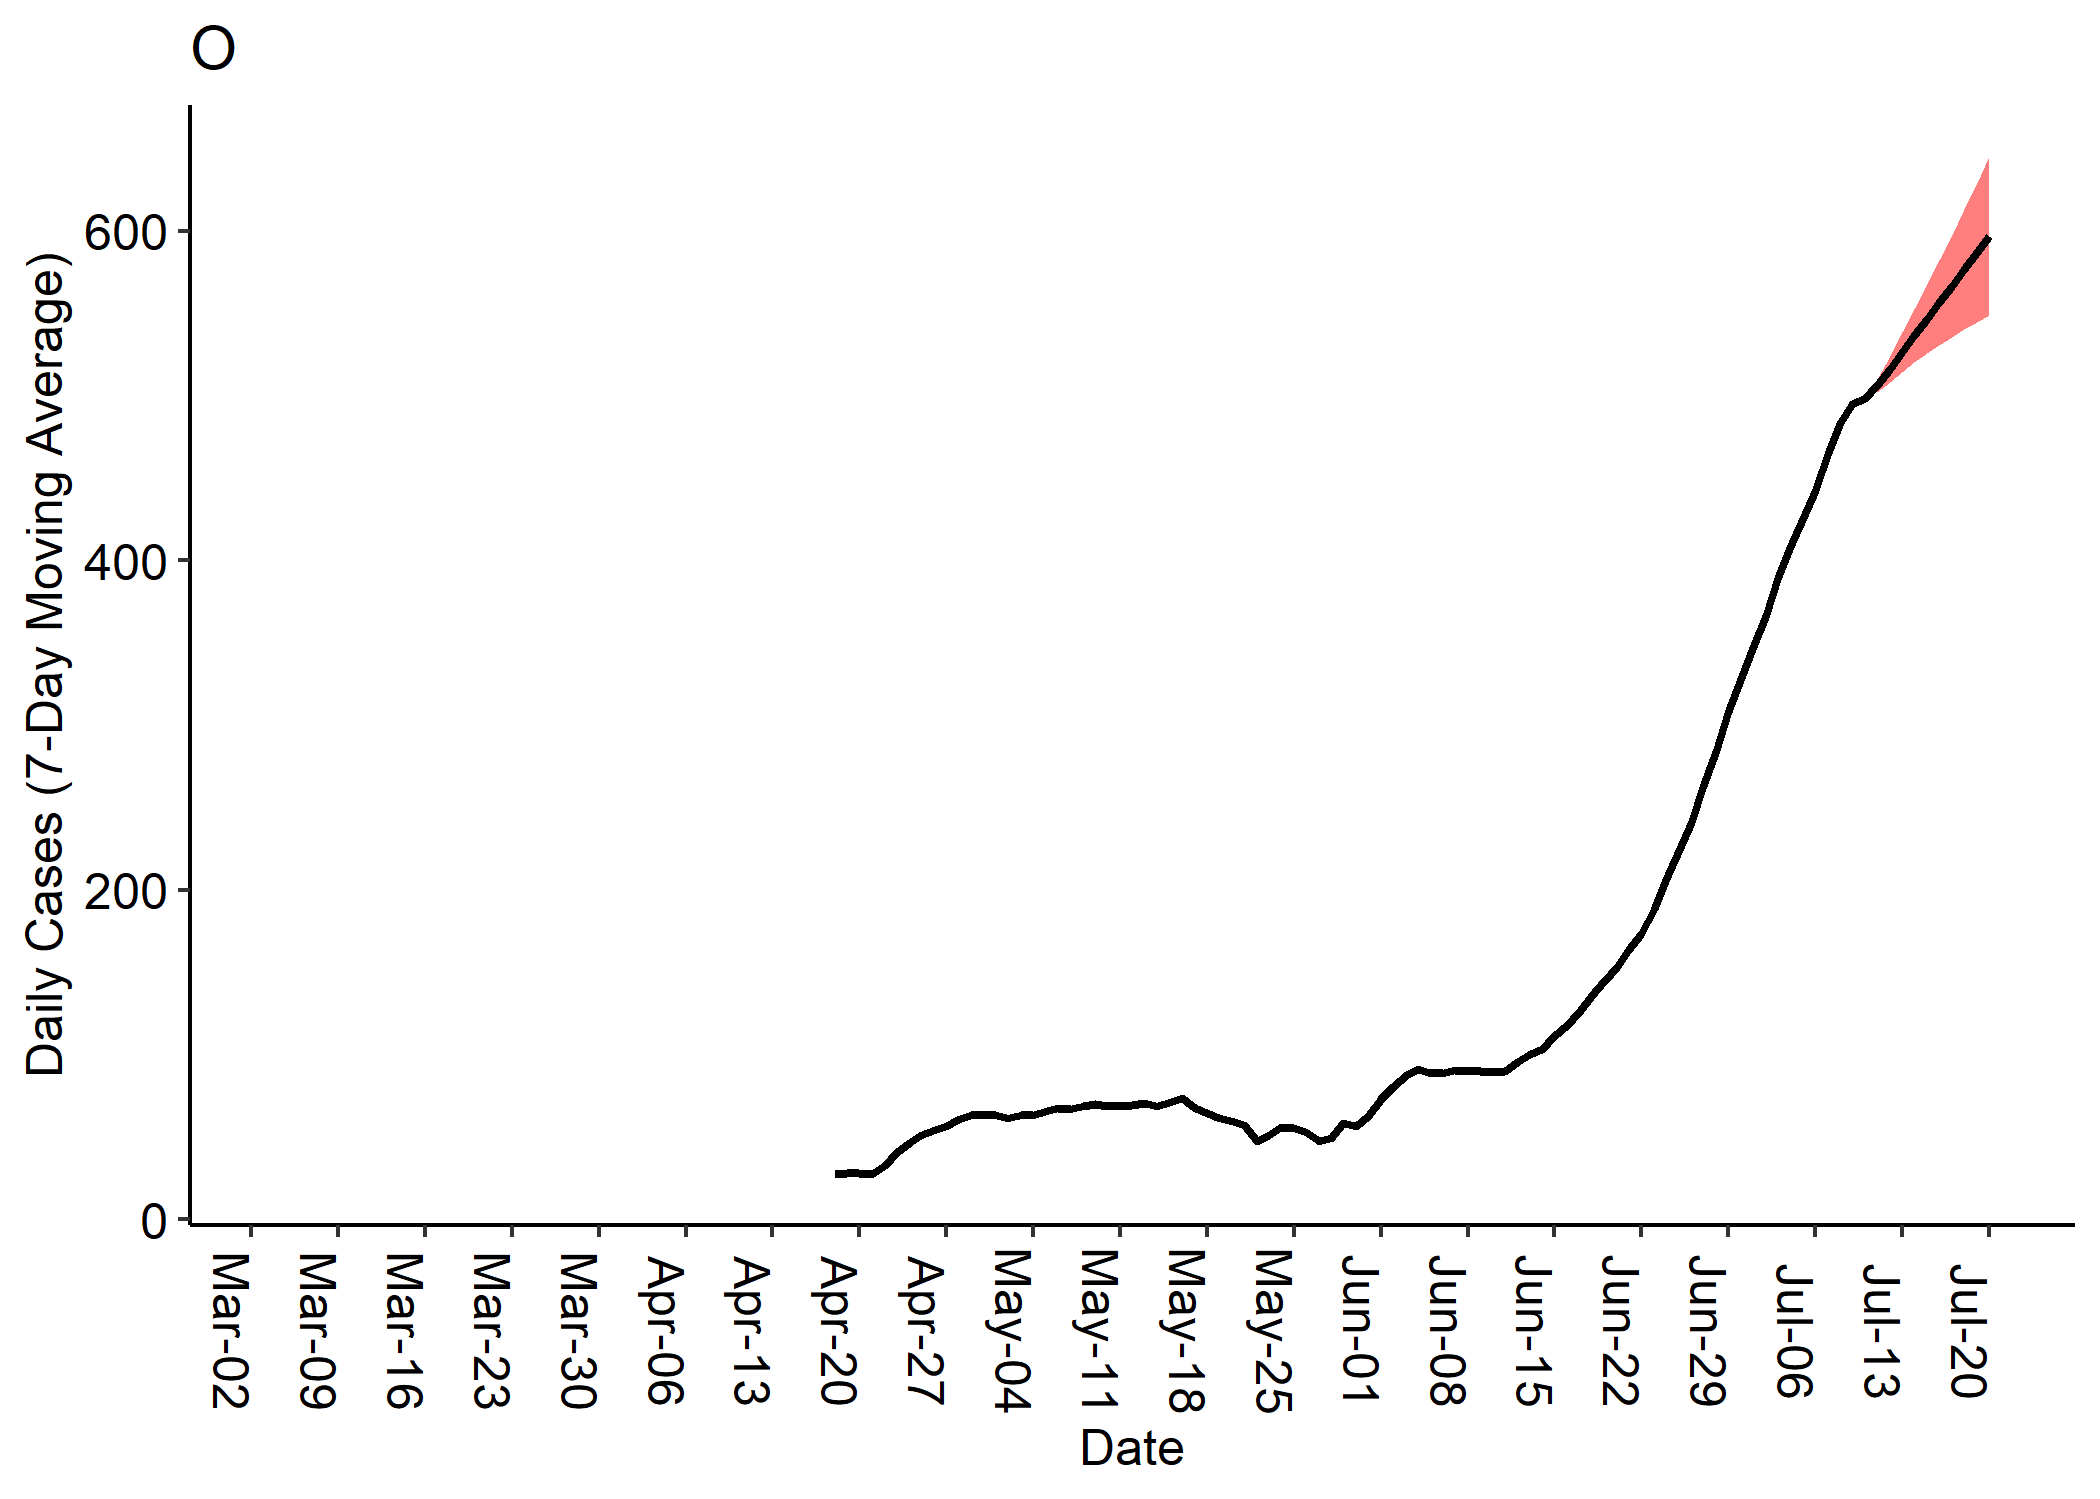 O
Daily Cases (7-Day Moving Average)
600
400
200
0
Mar-02
Mar-09
Mar-16
Mar-23
Mar-30
Apr-06
Apr-13
Apr-20
Apr-27
May-04
May-11
May-18
May-25
Jun-01
Jun-08
Jun-15
Jun-22
Jun-29
Jul-06
Jul-13
Jul-20
Date